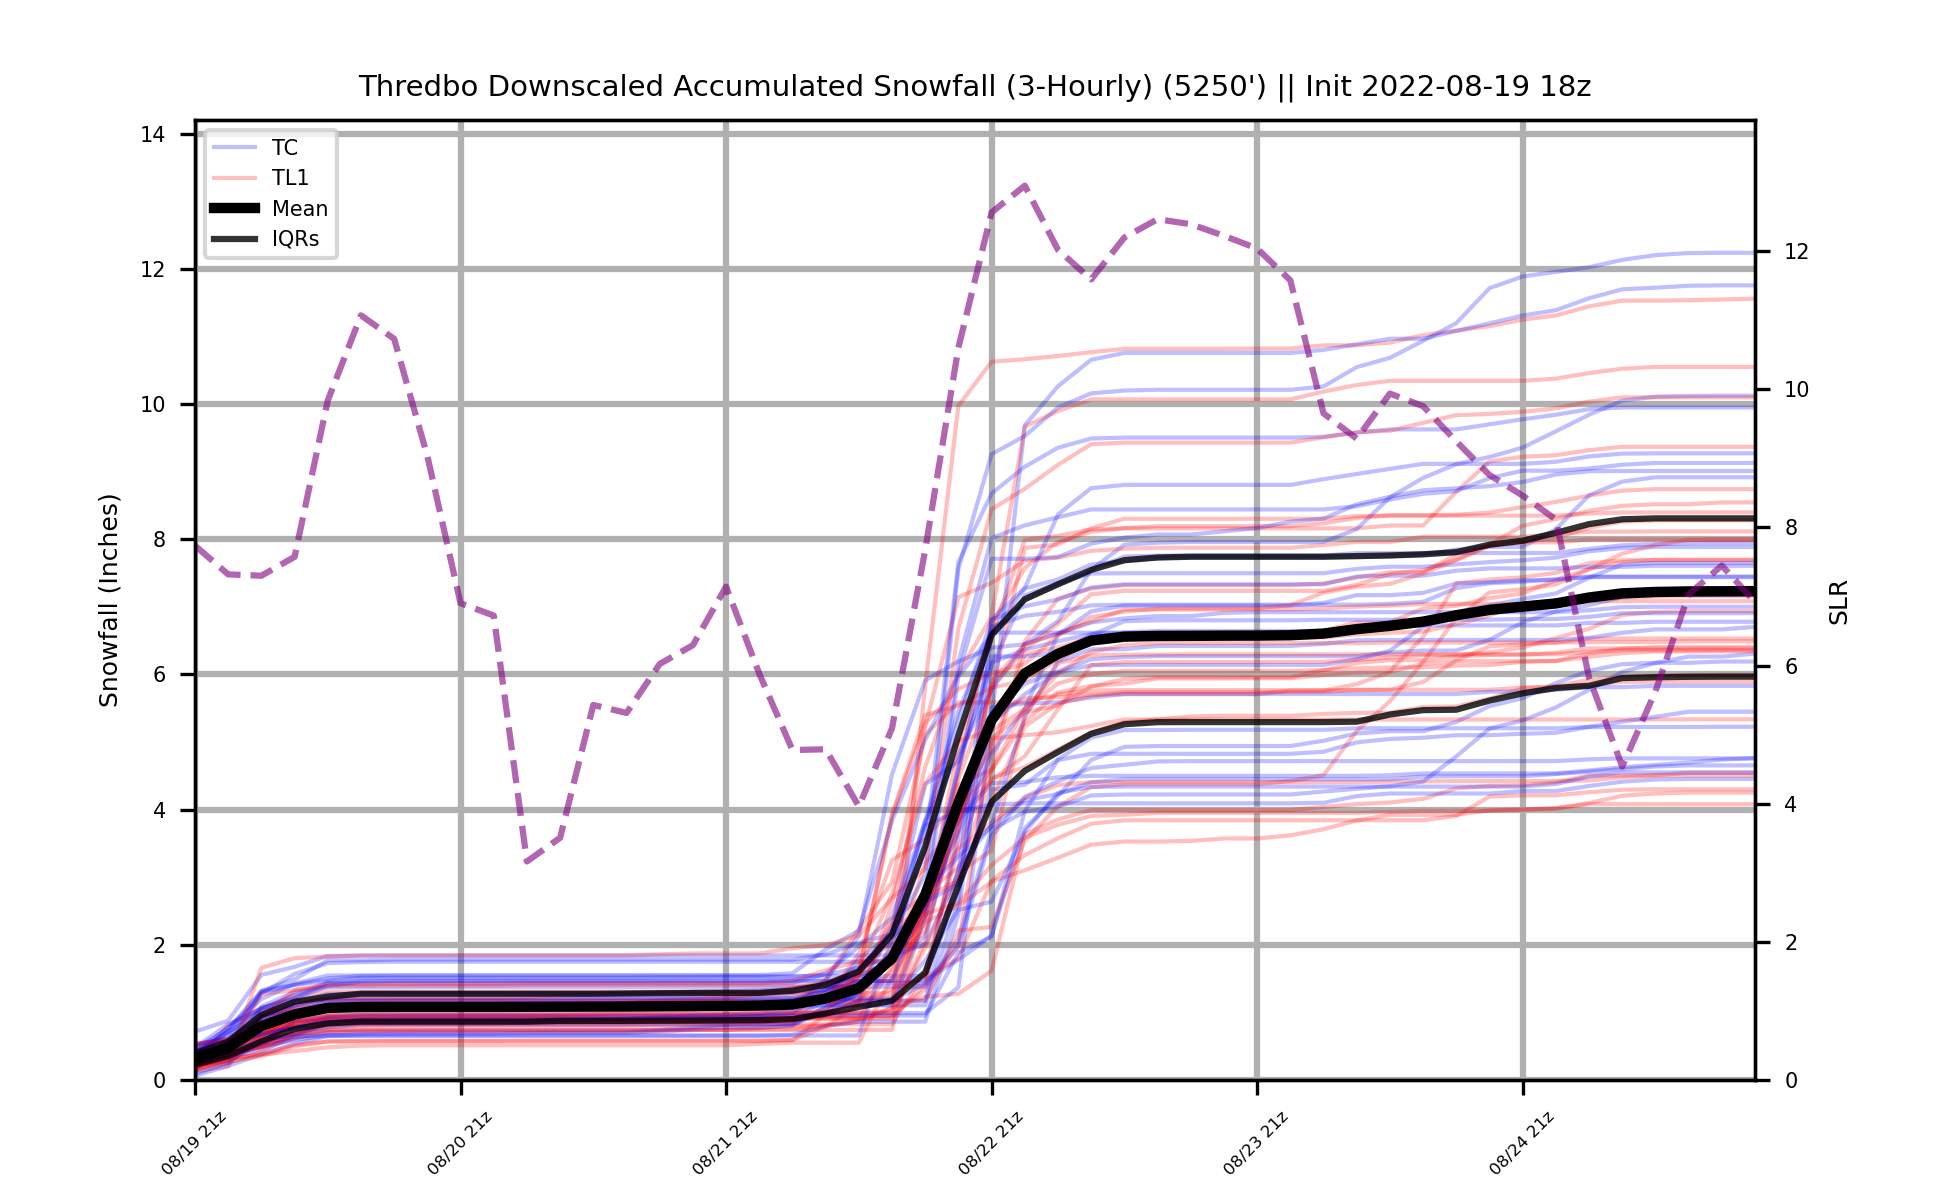 Thredbo Downscaled Accumulated Snowfall (3-Hourly) (5250') || Init 2022-08-19 18z
TC
TL1
Mean
IQRs
Snowfall (Inches)
14
12
10
8
6
4
2
0
SLR
12
10
8
6
4
2
0
08/19 21z
08/20 21z
08/21 21z
08/22 21z
08/23 21z
08/24 21z